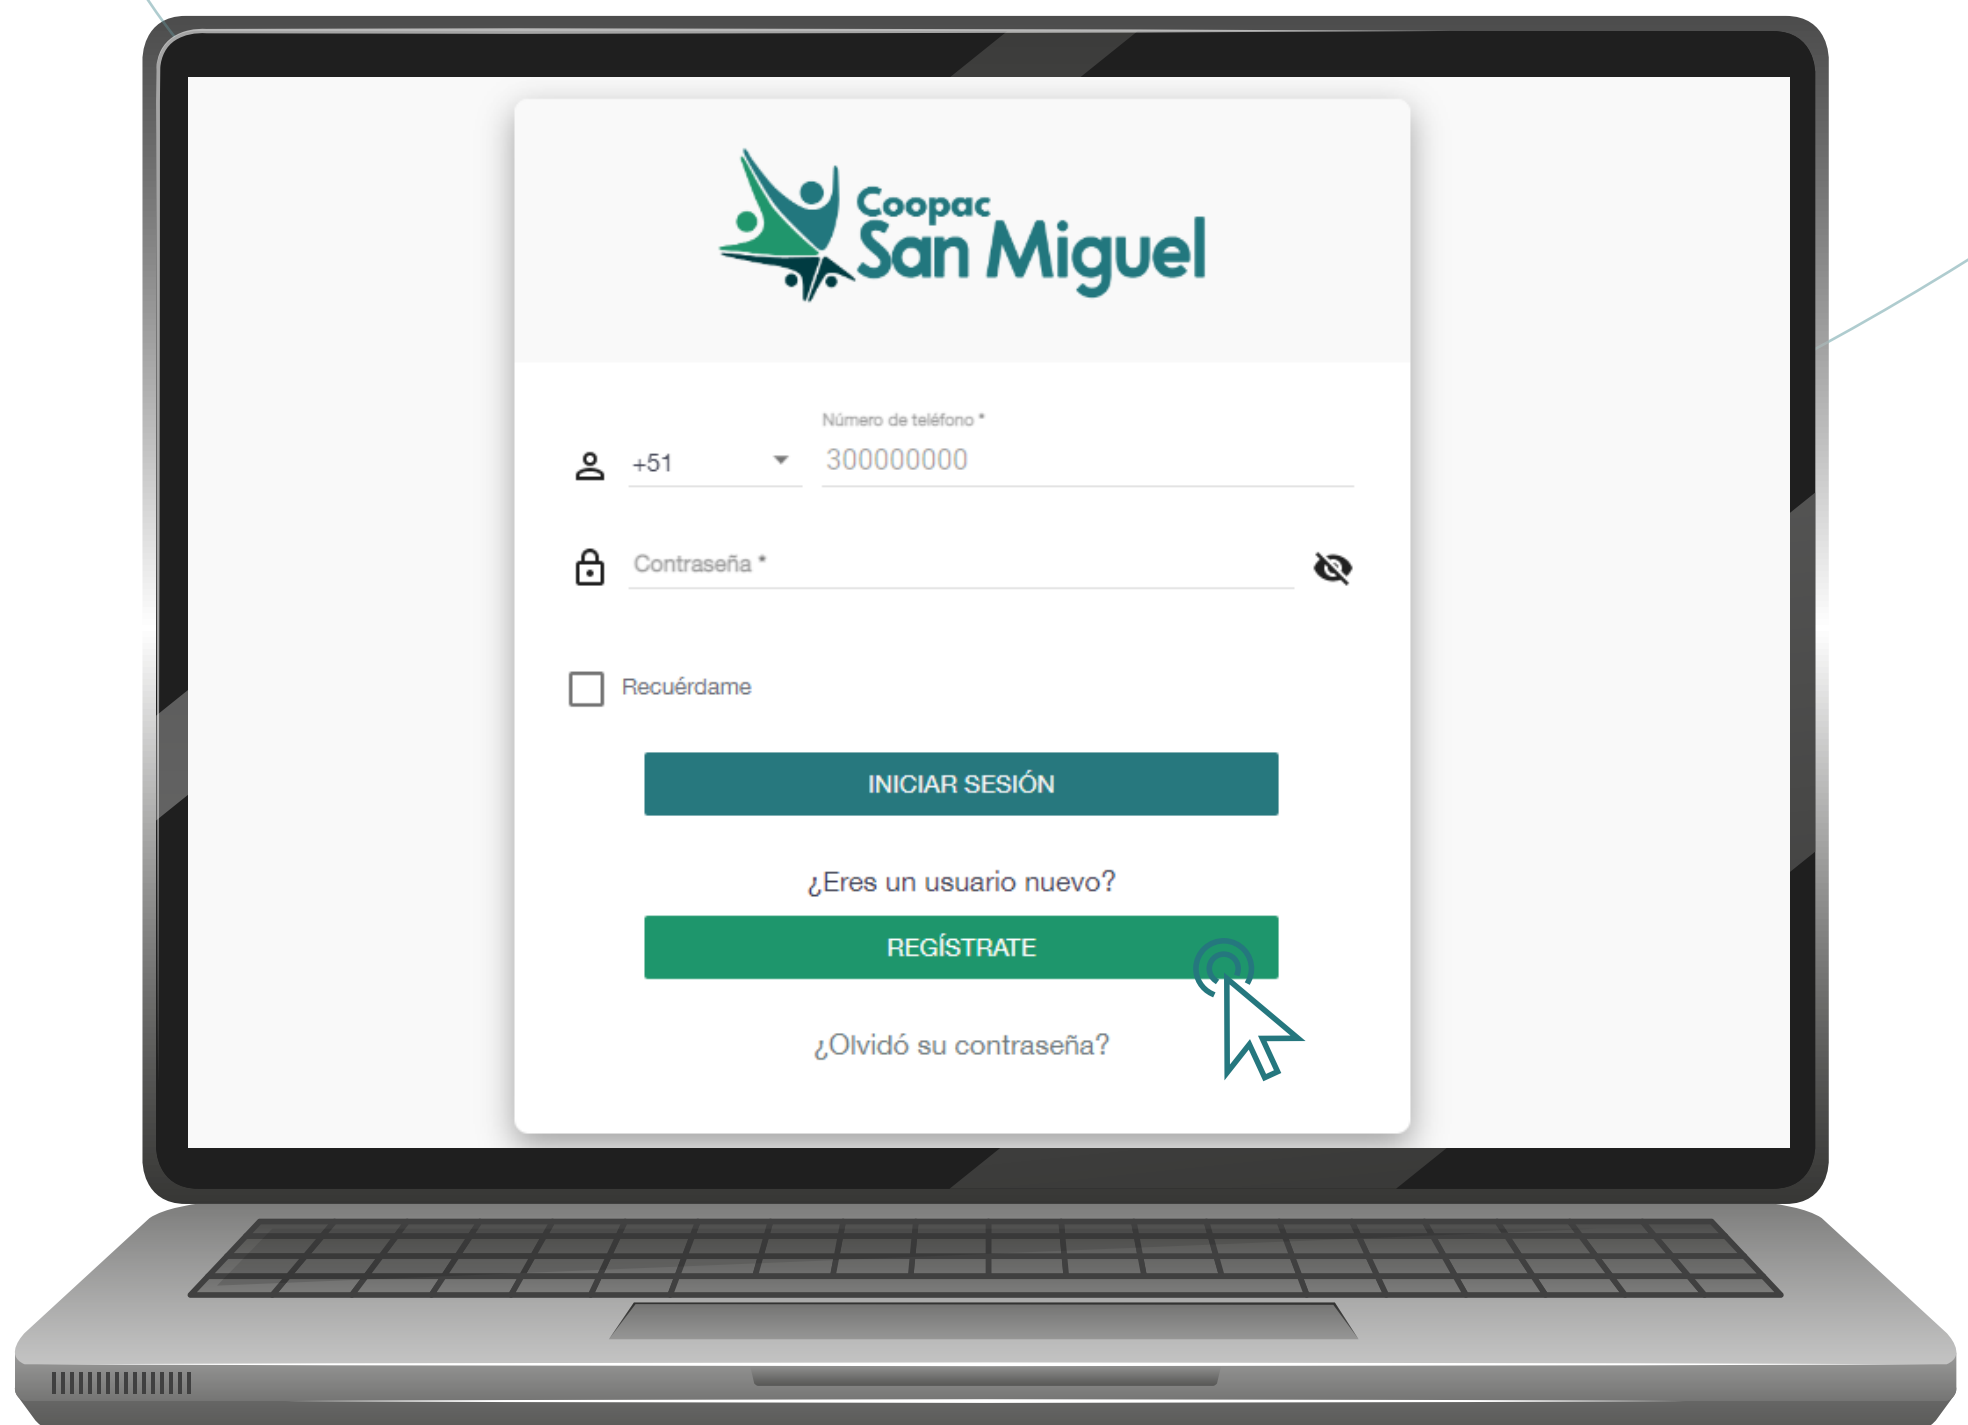 Coopac
San Miguel
Número de teléfono *
+51
300000000
Contraseña *
Recuérdame
INICIAR SESIÓN
¿Eres un usuario nuevo?
REGÍSTRATE
¿Olvidó su contraseña?